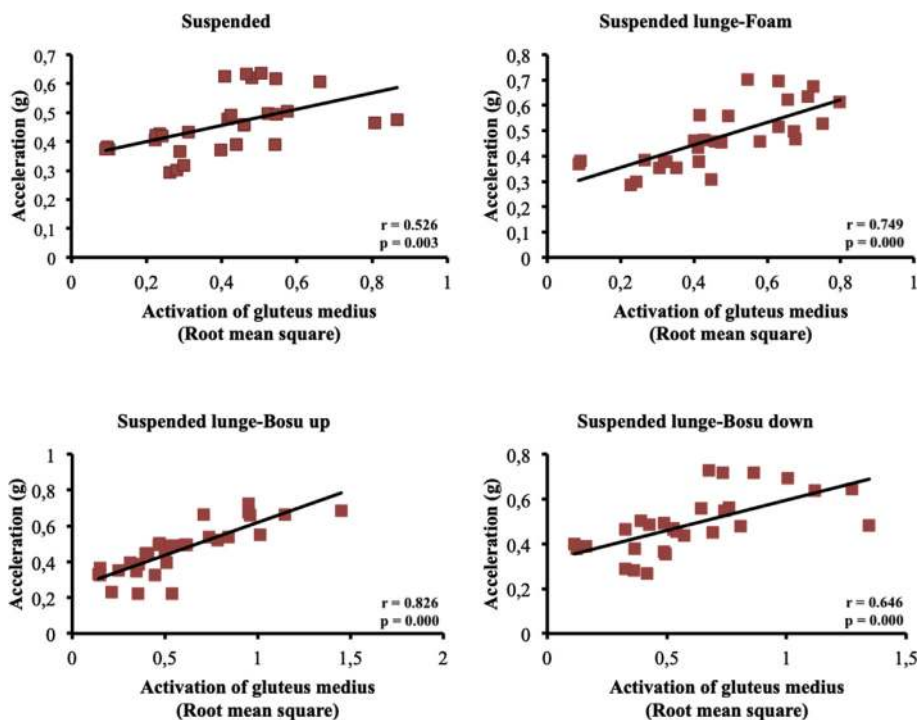 Suspended
Acceleration (g)
0,7
0,6
0,5
0,4
0,3
0,2
0,1
0
0
0,2
0,4
0,6
0,8
1
r = 0.526
p = 0.003
Activation of gluteus medius
(Root mean square)
Suspended lunge-Foam
Acceleration (g)
0,8
0,7
0,6
0,5
0,4
0,3
0,2
0,1
0
0
0,2
0,4
0,6
0,8
1
r = 0.749
p = 0.000
Activation of gluteus medius
(Root mean square)
Suspended lunge-Bosu up
Acceleration (g)
1
0,8
0,6
0,4
0,2
0
0
0,5
1
1,5
2
r = 0.826
p = 0.000
Activation of gluteus medius
(Root mean square)
Suspended lunge-Bosu down
Acceleration (g)
0,8
0,6
0,4
0,2
0
0
0,5
1
1,5
r = 0.646
p = 0.000
Activation of gluteus medius
(Root mean square)